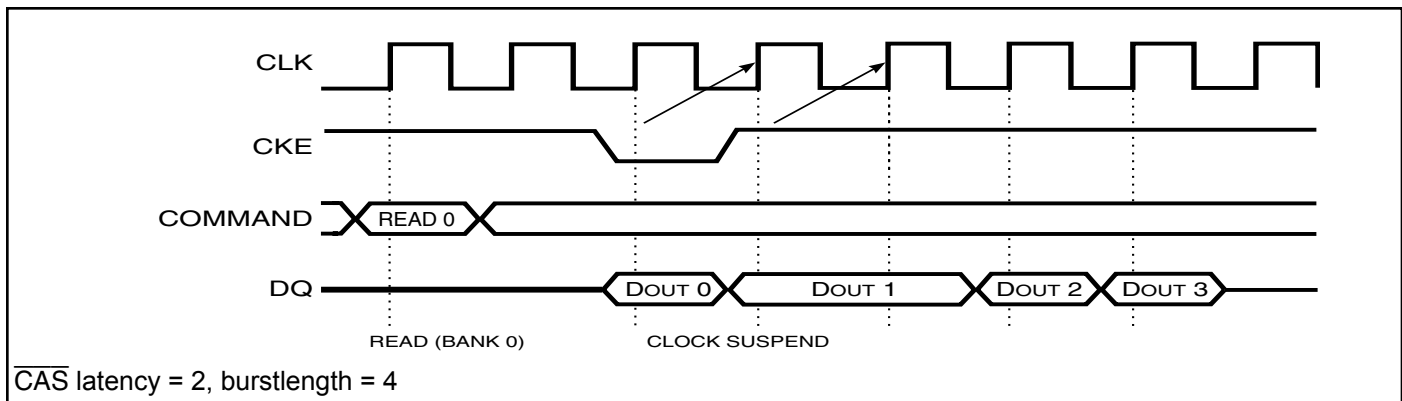 CLK
CKE
COMMAND READ 0
DQ DOUT 0 DOUT 1 DOUT 2 DOUT 3
READ (BANK 0) CLOCK SUSPEND
C̅A̅S̅ latency = 2, burstlength = 4